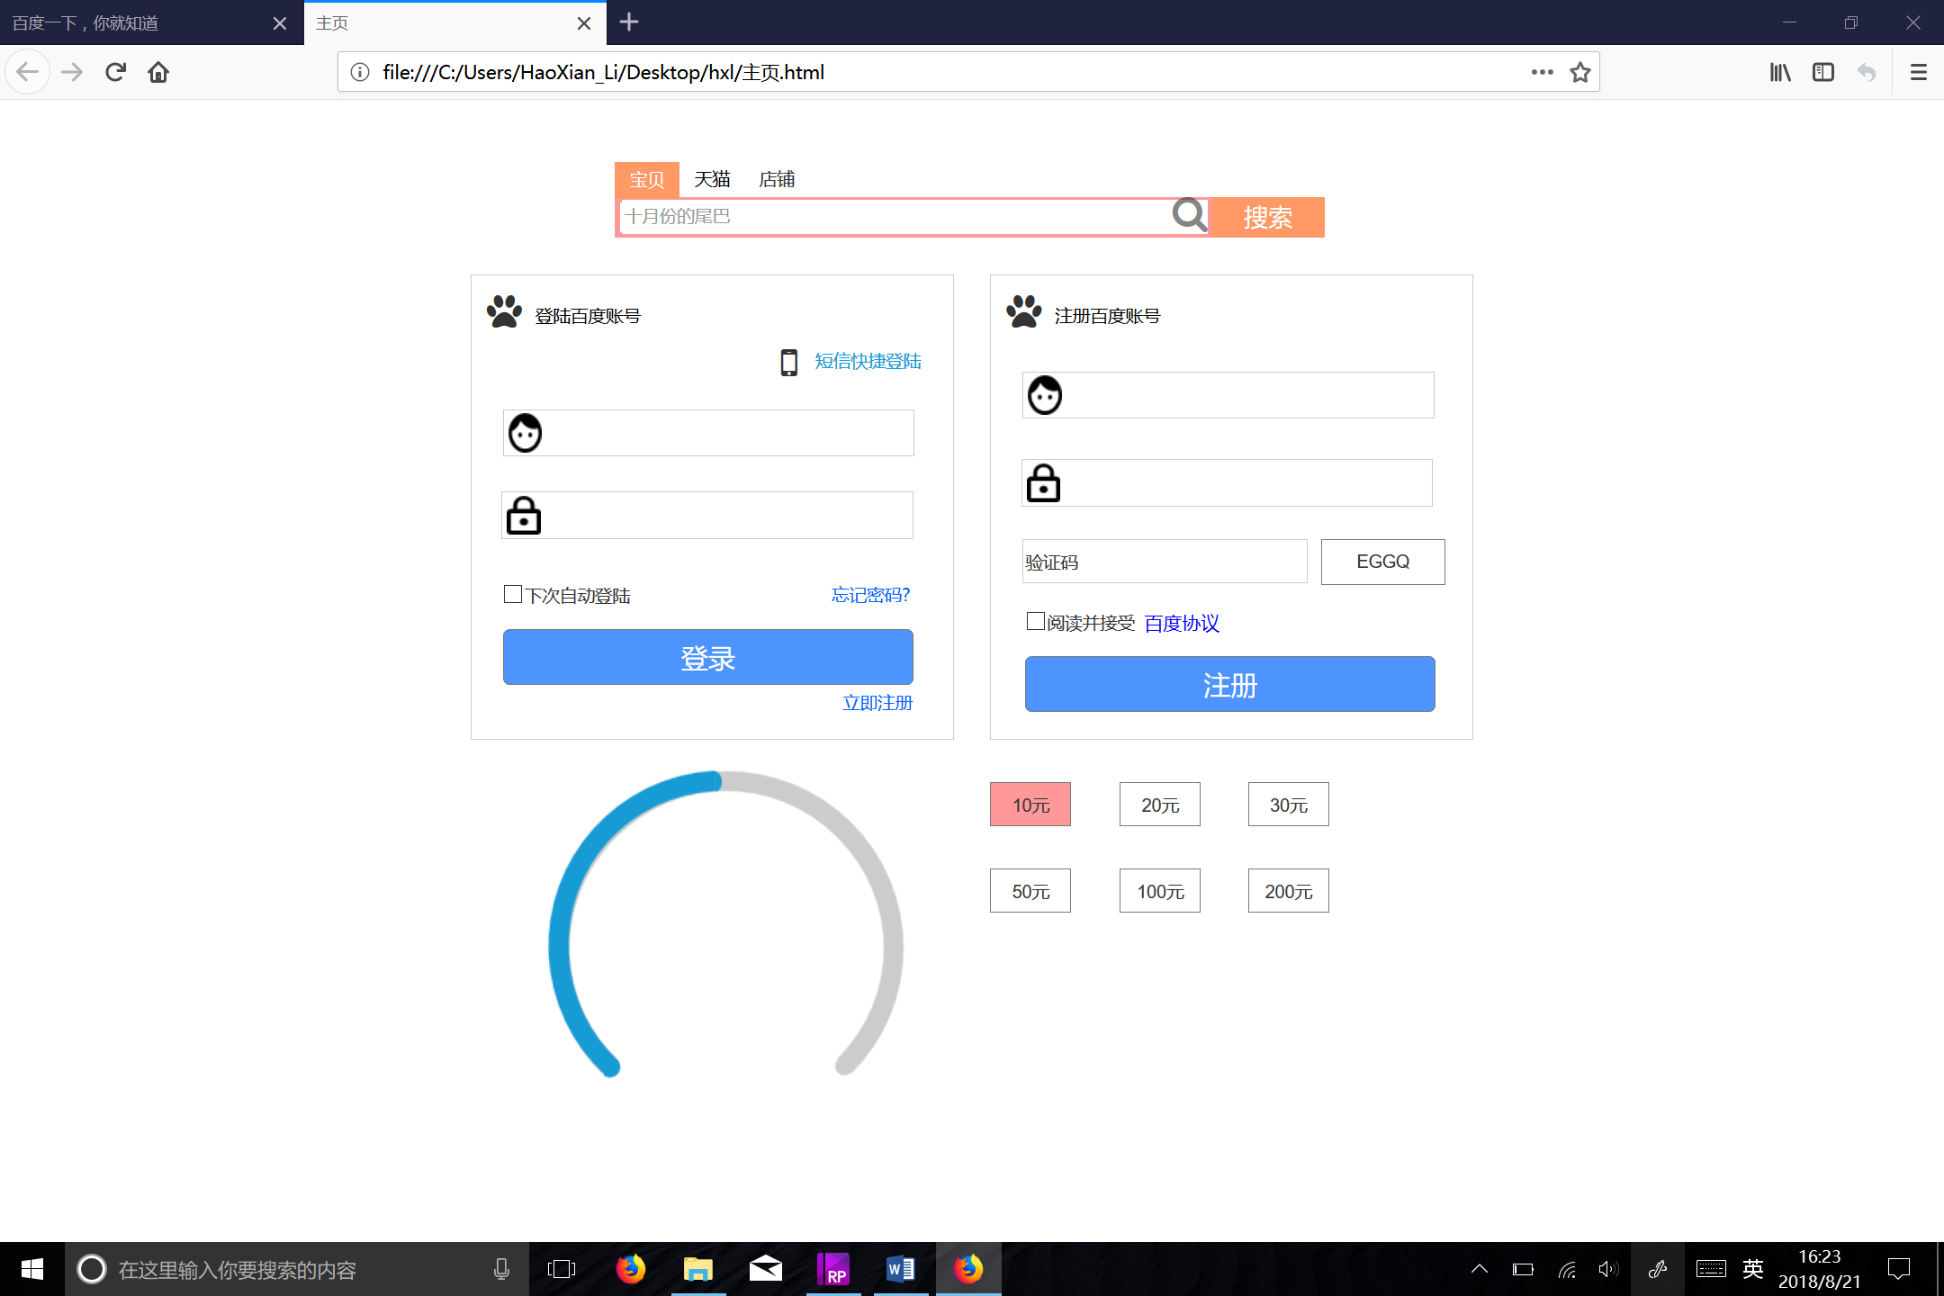 百度一下，你就知道
主页
file:///C:/Users/HaoXian_Li/Desktop/hxl/主页.html
宝贝 天猫 店铺
十月份的尾巴
搜索
登陆百度账号
短信快捷登陆
下次自动登陆 忘记密码?
登录
立即注册
注册百度账号
验证码 EGGQ
阅读并接受 百度协议
注册
10元 20元 30元
50元 100元 200元
在这里输入你要搜索的内容
RP
W
英
16:23
2018/8/21